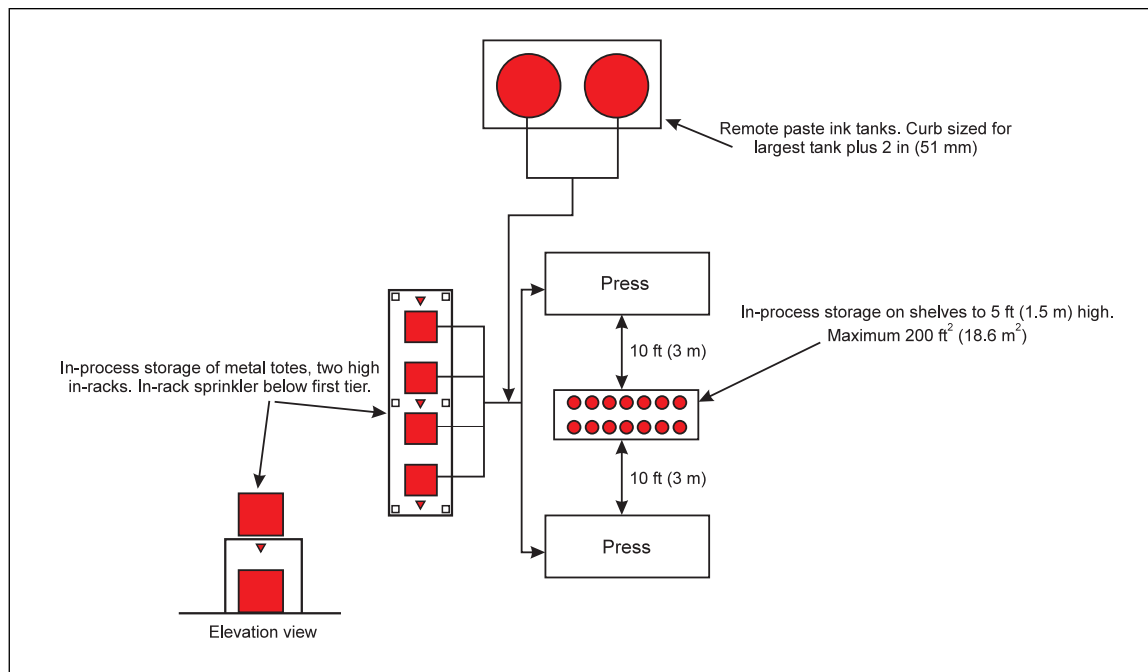 Remote paste ink tanks. Curb sized for
largest tank plus 2 in (51 mm)
Press
In-process storage on shelves to 5 ft (1.5 m) high.
Maximum 200 ft² (18.6 m²)
10 ft (3 m)
In-process storage of metal totes, two high
in-racks. In-rack sprinkler below first tier.
10 ft (3 m)
Press
Elevation view